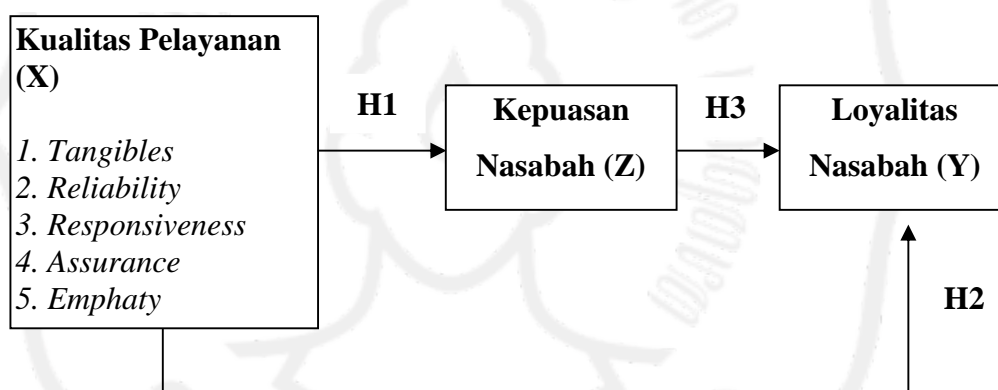 Kualitas Pelayanan
(X)
1. Tangibles
2. Reliability
3. Responsiveness
4. Assurance
5. Emphaty
H1
Kepuasan
Nasabah (Z)
H3
Loyalitas
Nasabah (Y)
H2